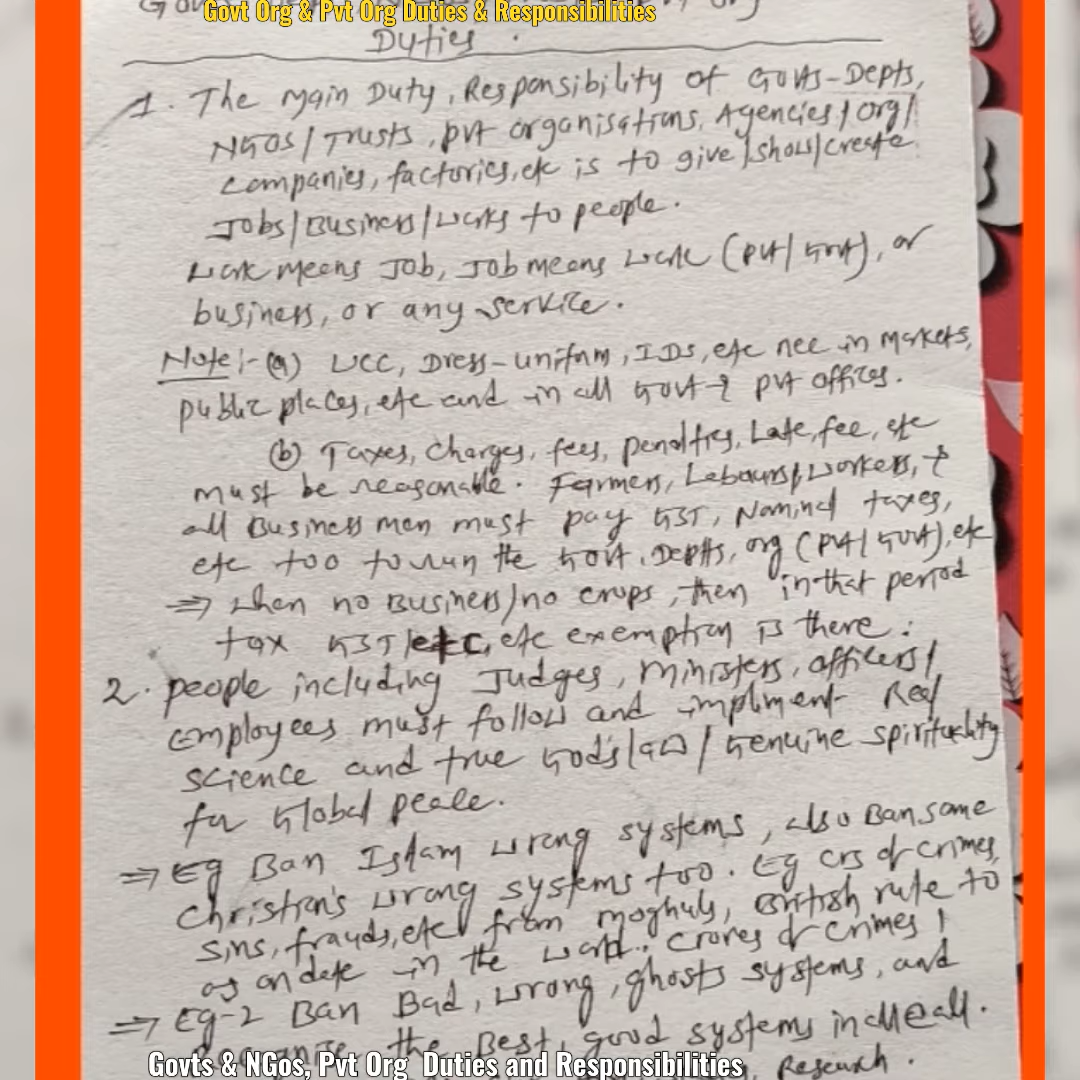 Govt Org & Pvt Org Duties & Responsibilities
Duties.
1. The main Duty, Responsibility of Govts-Depts,
NGOs/Trusts, pvt organisations, Agencies/org/
companies, factories, etc is to give/show/create
Jobs/Business/works to people.
work means Job, Job means work (pvt/govt), or
business, or any service.
Note:- (a) UCC, Dress-uniform, IDs, etc nec in markets,
public places, etc and in all govt & pvt offices.
(b) Taxes, charges, fees, penalties, Late, fee, etc
must be reasonable. Farmers, Labours/workers, &
all Business men must pay GST, Nominal taxes,
etc too to run the Govt, Depts, org (pvt/Govt), etc
⇒ when no Business/no crops, then in that period
tax GST/etc, etc exemption is there.
2. people including Judges, ministers, officers/
employees must follow and impliment Real
science and true Gods/ / Genuine spirituality
for Global peace.
⇒ Eg Ban Islam wrong systems, also Ban some
Christian's wrong systems too. Eg crs of crimes,
sins, frauds, etc from moghuls, British rule to
as on date in the world. Crores of crimes!
⇒ Eg-2 Ban Bad, wrong, ghosts systems, and
the Best, good systems in all.
Govts & NGos, Pvt Org Duties and Responsibilities
Research.